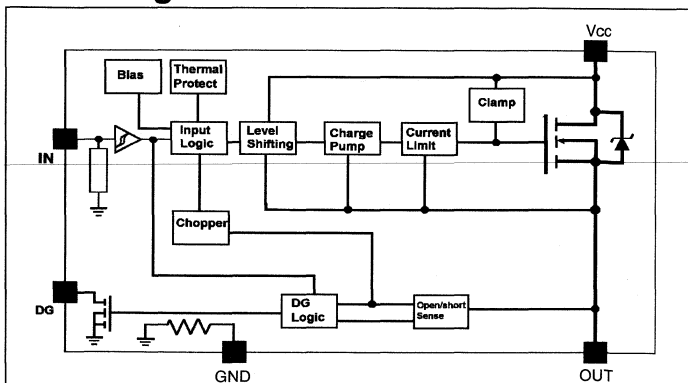 Vcc
Bias
Thermal
Protect
Clamp
Input
Logic
Level
Shifting
Charge
Pump
Current
Limit
IN
Chopper
DG
DG
Logic
Open/short
Sense
GND
OUT